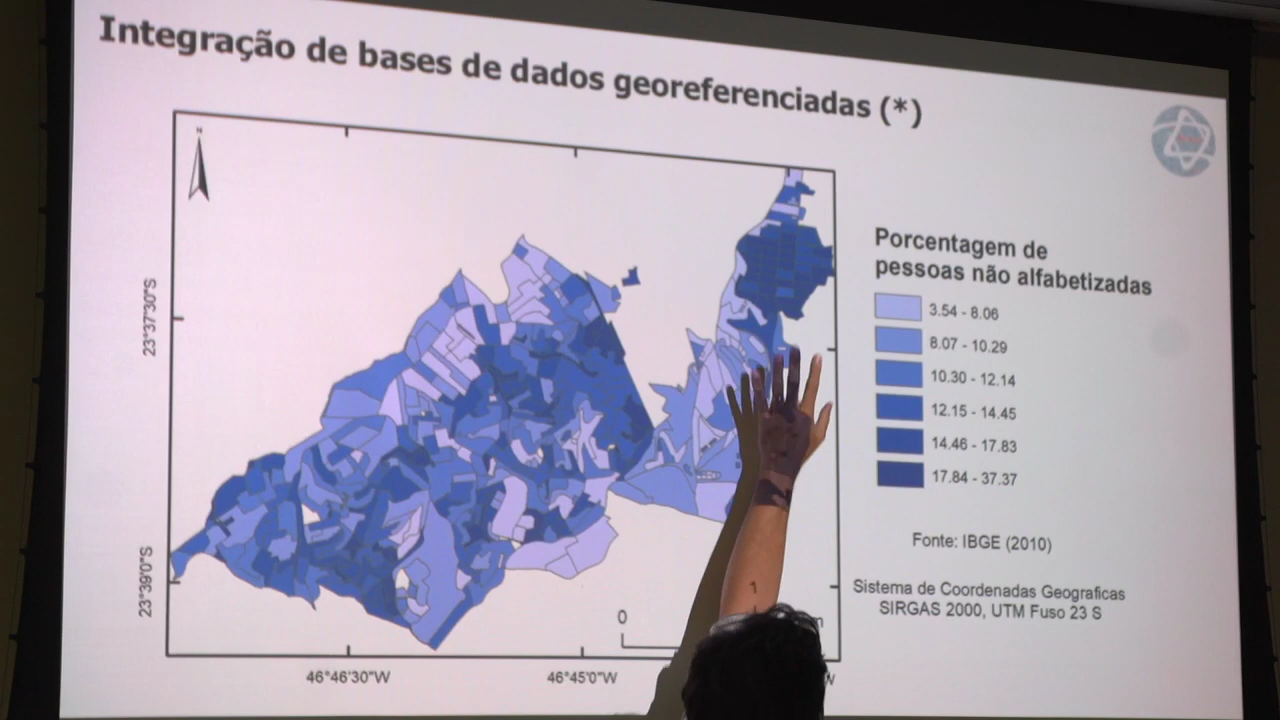 Integração de bases de dados georeferenciadas (*)
N
23°37'30"S
23°39'0"S
46°46'30"W
46°45'0"W
0
Porcentagem de
pessoas não alfabetizadas
3.54 - 8.06
8.07 - 10.29
10.30 - 12.14
12.15 - 14.45
14.46 - 17.83
17.84 - 37.37
Fonte: IBGE (2010)
Sistema de Coordenadas Geograficas
SIRGAS 2000, UTM Fuso 23 S